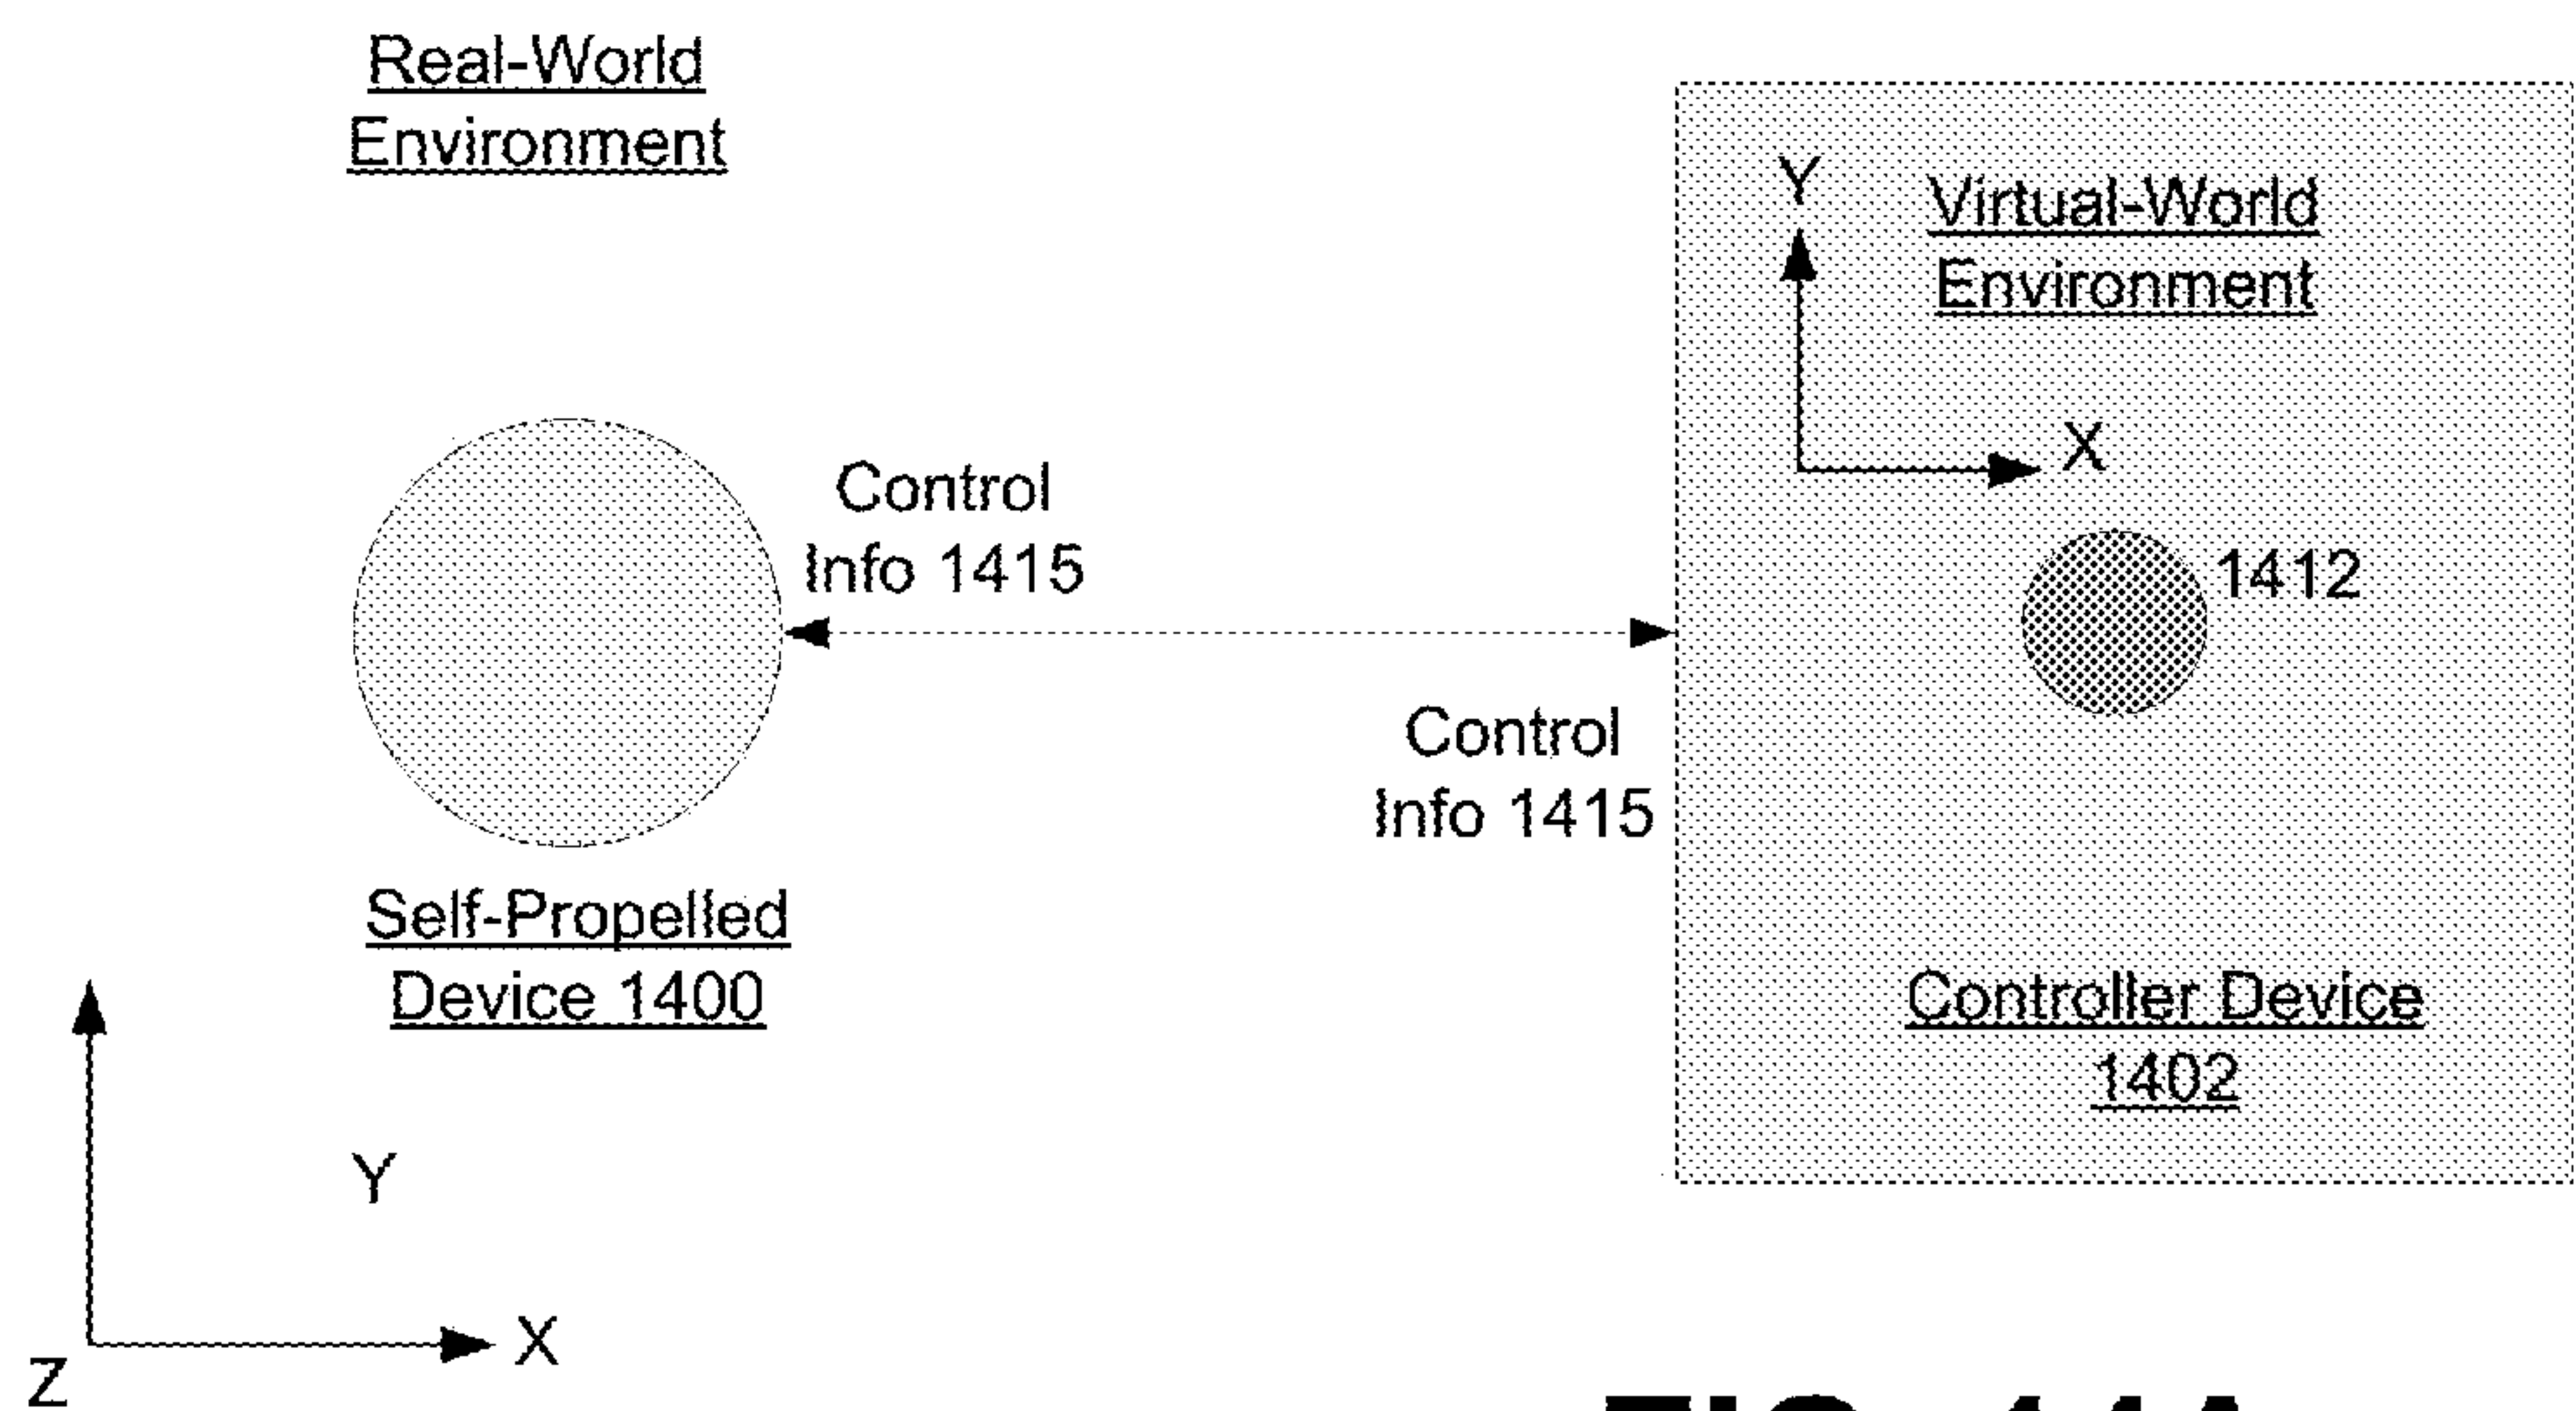 Real-World
Environment
Control
Info 1415
Self-Propelled
Device 1400
Y
X
Z
Control
Info 1415
Y
Virtual-World
Environment
X
1412
Controller Device
1402